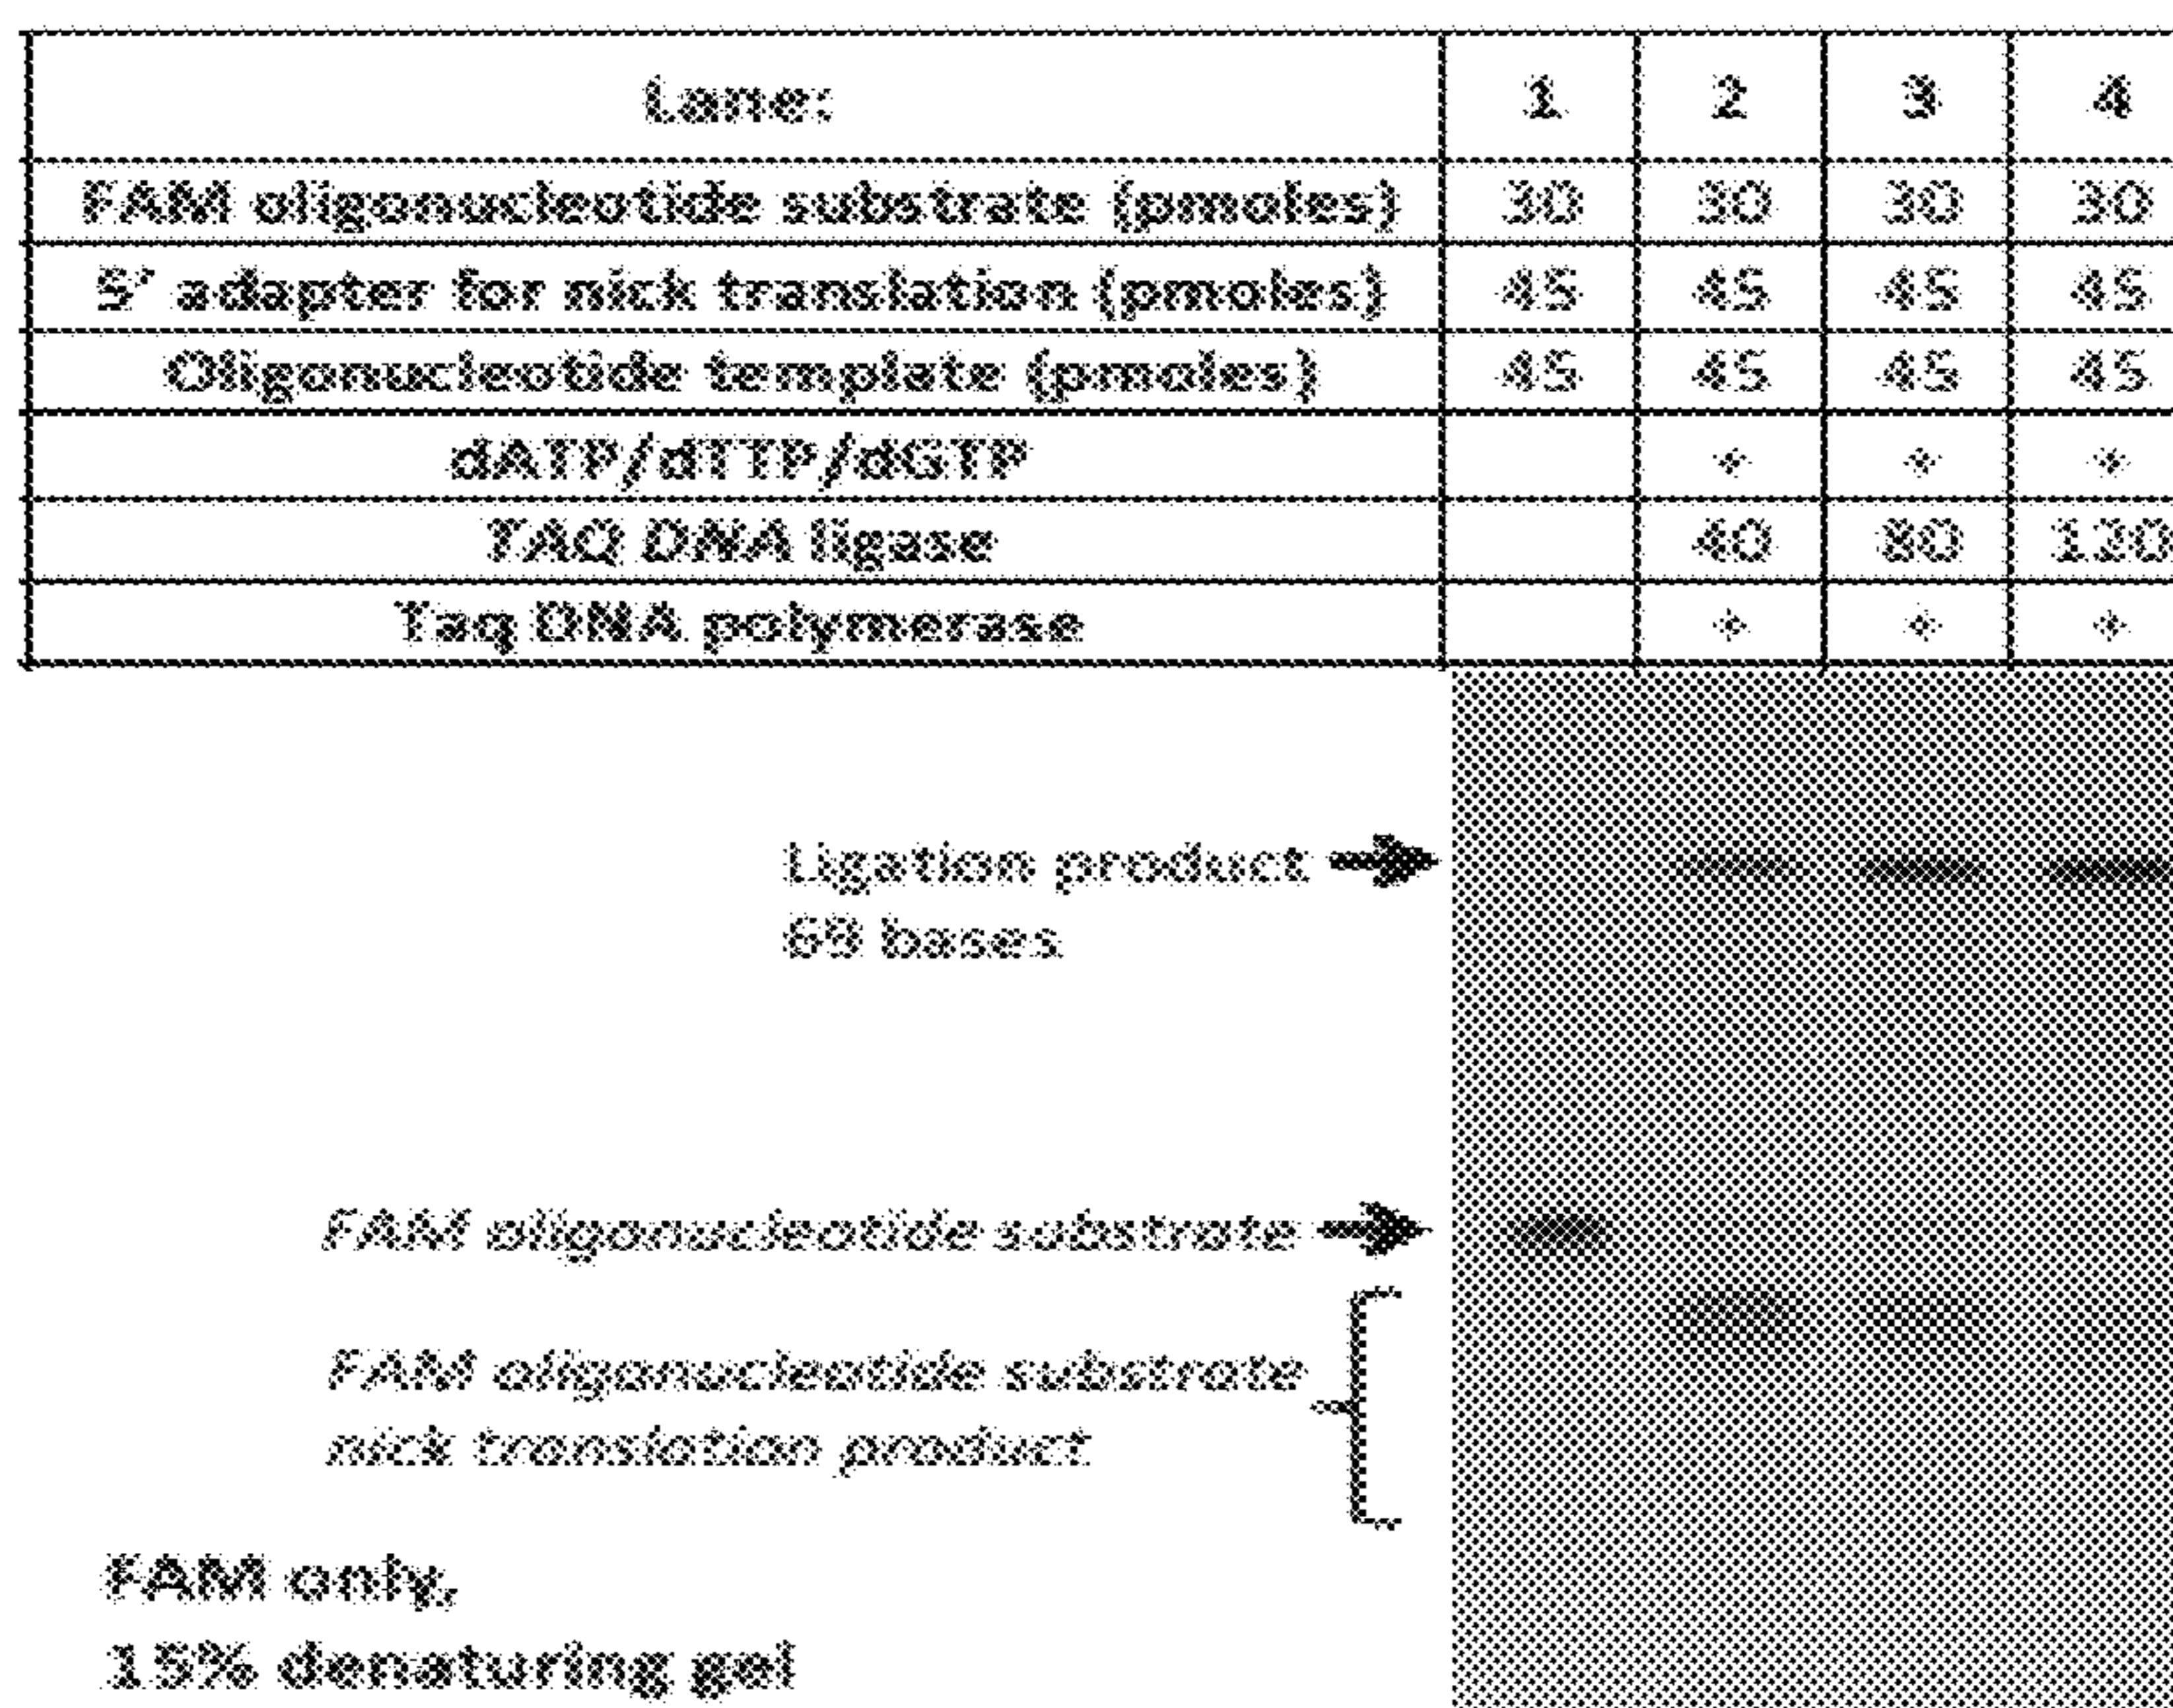 Lane: 1 2 3 4
FAM oligonucleotide substrate (pmoles) 30 30 30 30
5' adapter for nick translation (pmoles) 45 45 45 45
Oligonucleotide template (pmoles) 45 45 45 45
dATP/dTTP/dGTP + + +
TAQ DNA ligase 40 80 120
Taq DNA polymerase + + +
Ligation product
69 bases
FAM oligonucleotide substrate
FAM oligonucleotide substrate
nick translation product
FAM only,
15% denaturing gel